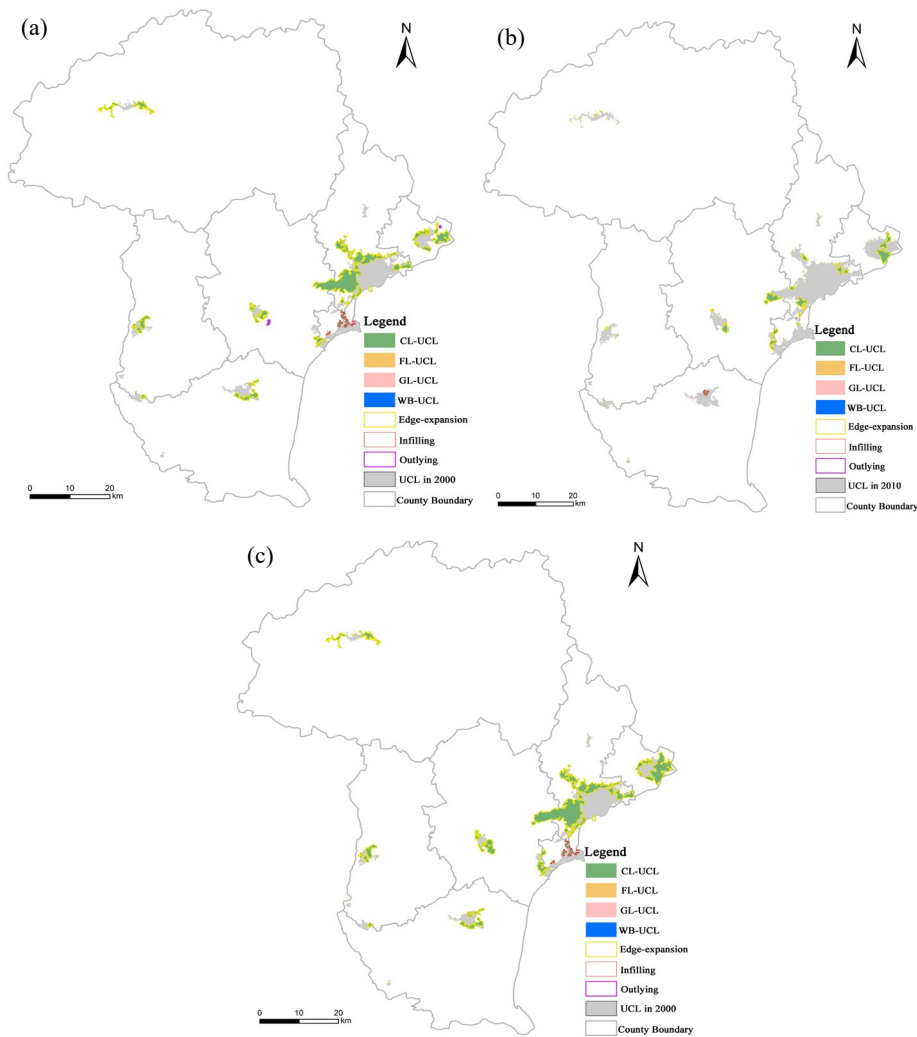 (a)
N
Legend
CL-UCL
FL-UCL
GL-UCL
WB-UCL
Edge-expansion
Infilling
Outlying
UCL in 2000
County Boundary
0 10 20
km
(b)
N
Legend
CL-UCL
FL-UCL
GL-UCL
WB-UCL
Edge-expansion
Infilling
Outlying
UCL in 2010
County Boundary
0 10 20
km
(c)
N
Legend
CL-UCL
FL-UCL
GL-UCL
WB-UCL
Edge-expansion
Infilling
Outlying
UCL in 2000
County Boundary
0 10 20
km